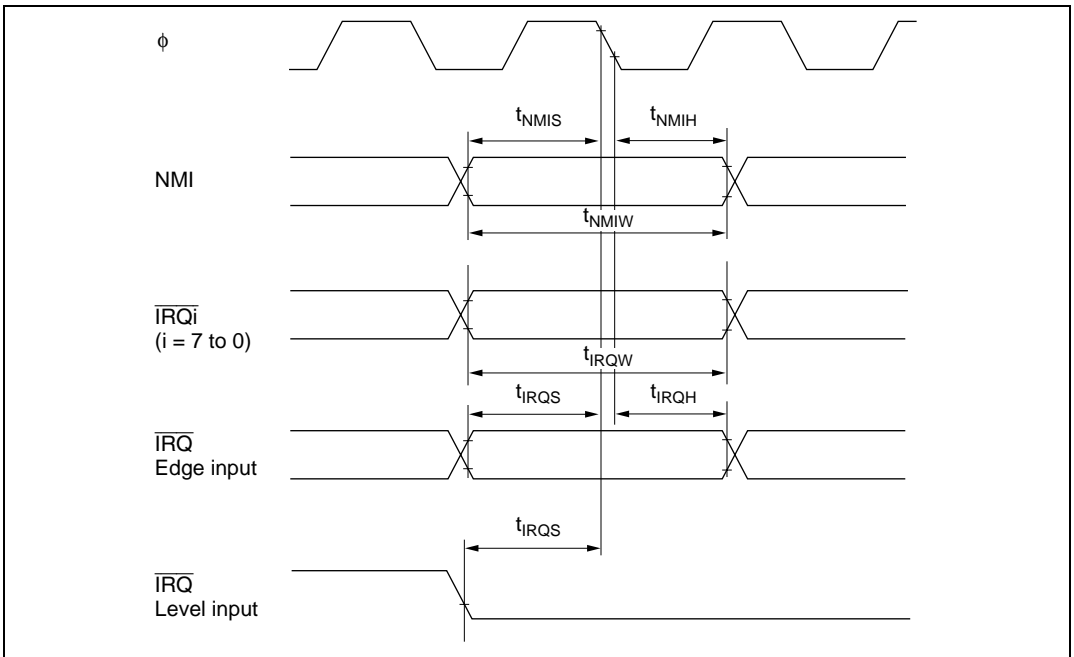 ϕ
tNMIS
tNMIH
NMI
tNMIW
IRQi
(i = 7 to 0)
tIRQW
tIRQS
tIRQH
IRQ
Edge input
tIRQS
IRQ
Level input